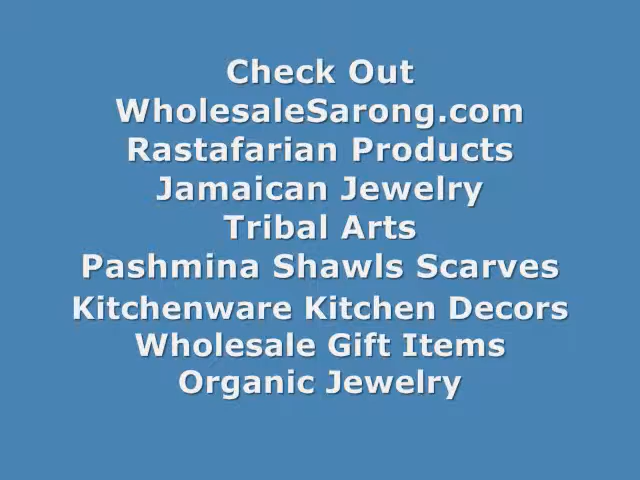 Check Out
WholesaleSarong.com
Rastafarian Products
Jamaican Jewelry
Tribal Arts
Pashmina Shawls Scarves
Kitchenware Kitchen Decors
Wholesale Gift Items
Organic Jewelry